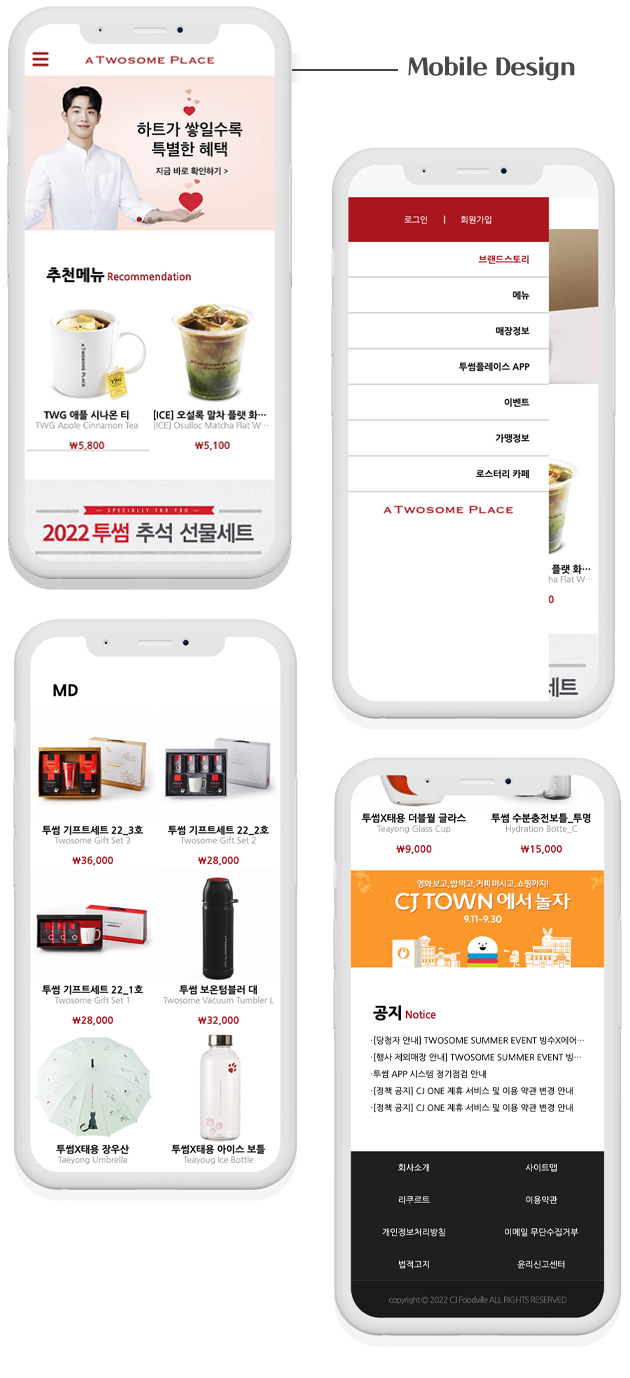 Mobile Design
A TWOSOME PLACE
하트가 쌓일수록
특별한 혜택
지금 바로 확인하기 >
추천메뉴 Recommendation
A TWOSOME PLACE
TWG
A TWOSOME PLACE
TWG 애플 시나몬 티
TWG Apple Cinnamon Tea
₩5,800
[ICE] 오설록 말차 플랫 화…
[ICE] Osulloc Matcha Flat W…
₩5,100
SPECIALLY FOR YOU
2022 투썸 추석 선물세트
로그인 | 회원가입
브랜드스토리
메뉴
매장정보
투썸플레이스 APP
이벤트
가맹정보
로스터리 카페
A TWOSOME PLACE
플랫 화…
ha Flat W…
0
세트
MD
투썸 기프트세트 22_3호
Twosome Gift Set 3
₩36,000
투썸 기프트세트 22_2호
Twosome Gift Set 2
₩28,000
투썸 기프트세트 22_1호
Twosome Gift Set 1
₩28,000
투썸 보온텀블러 대
Twosome Vacuum Tumbler L
₩32,000
투썸X태용 장우산
Taeyong Umbrella
투썸X태용 아이스 보틀
Teayoug Ice Bottle
투썸X태용 더블월 글라스
Teayong Glass Cup
₩9,000
투썸 수분충전보틀_투명
Hydration Botte_C
₩15,000
영화 보고, 밥 먹고, 커피 마시고, 쇼핑까지!
CJ TOWN 에서 놀자
9.11~9.30
공지 Notice
·[당첨자 안내] TWOSOME SUMMER EVENT 빙수X에어…
·[행사 제외매장 안내] TWOSOME SUMMER EVENT 빙…
·투썸 APP 시스템 정기점검 안내
·[정책 공지] CJ ONE 제휴 서비스 및 이용 약관 변경 안내
·[정책 공지] CJ ONE 제휴 서비스 및 이용 약관 변경 안내
회사소개 사이트맵
리쿠르트 이용약관
개인정보처리방침 이메일 무단수집거부
법적고지 윤리신고센터
copyright © 2022 CJ Foodville ALL RIGHTS RESERVED